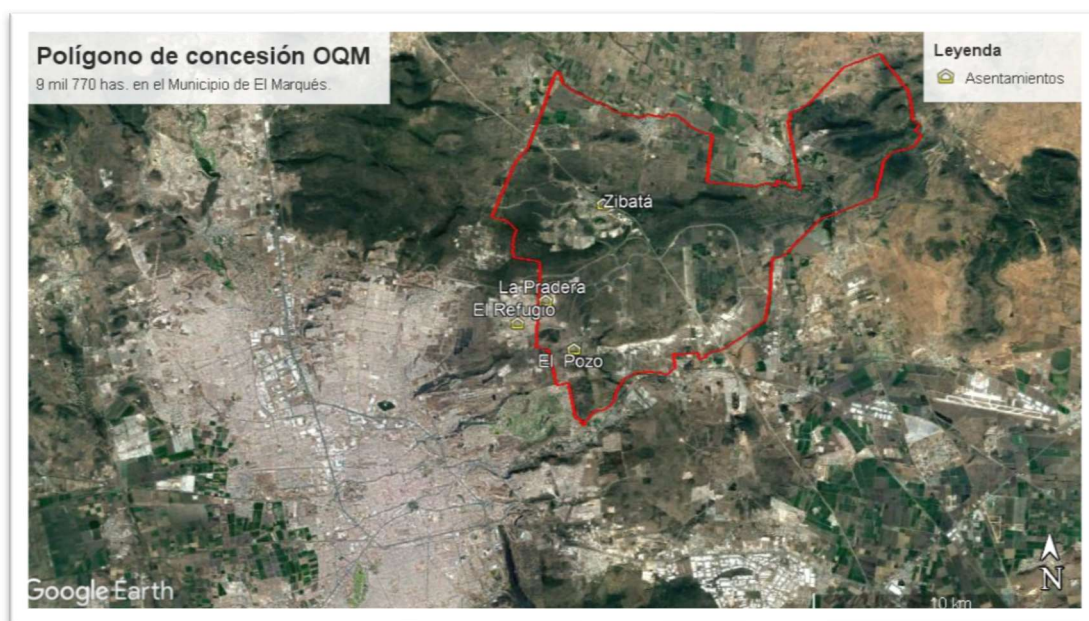 Polígono de concesión OQM
9 mil 770 has. en el Municipio de El Marqués.
Leyenda
Asentamientos
Zibatá
La Pradera
El Refugio
El Pozo
Google Earth
N
10 km